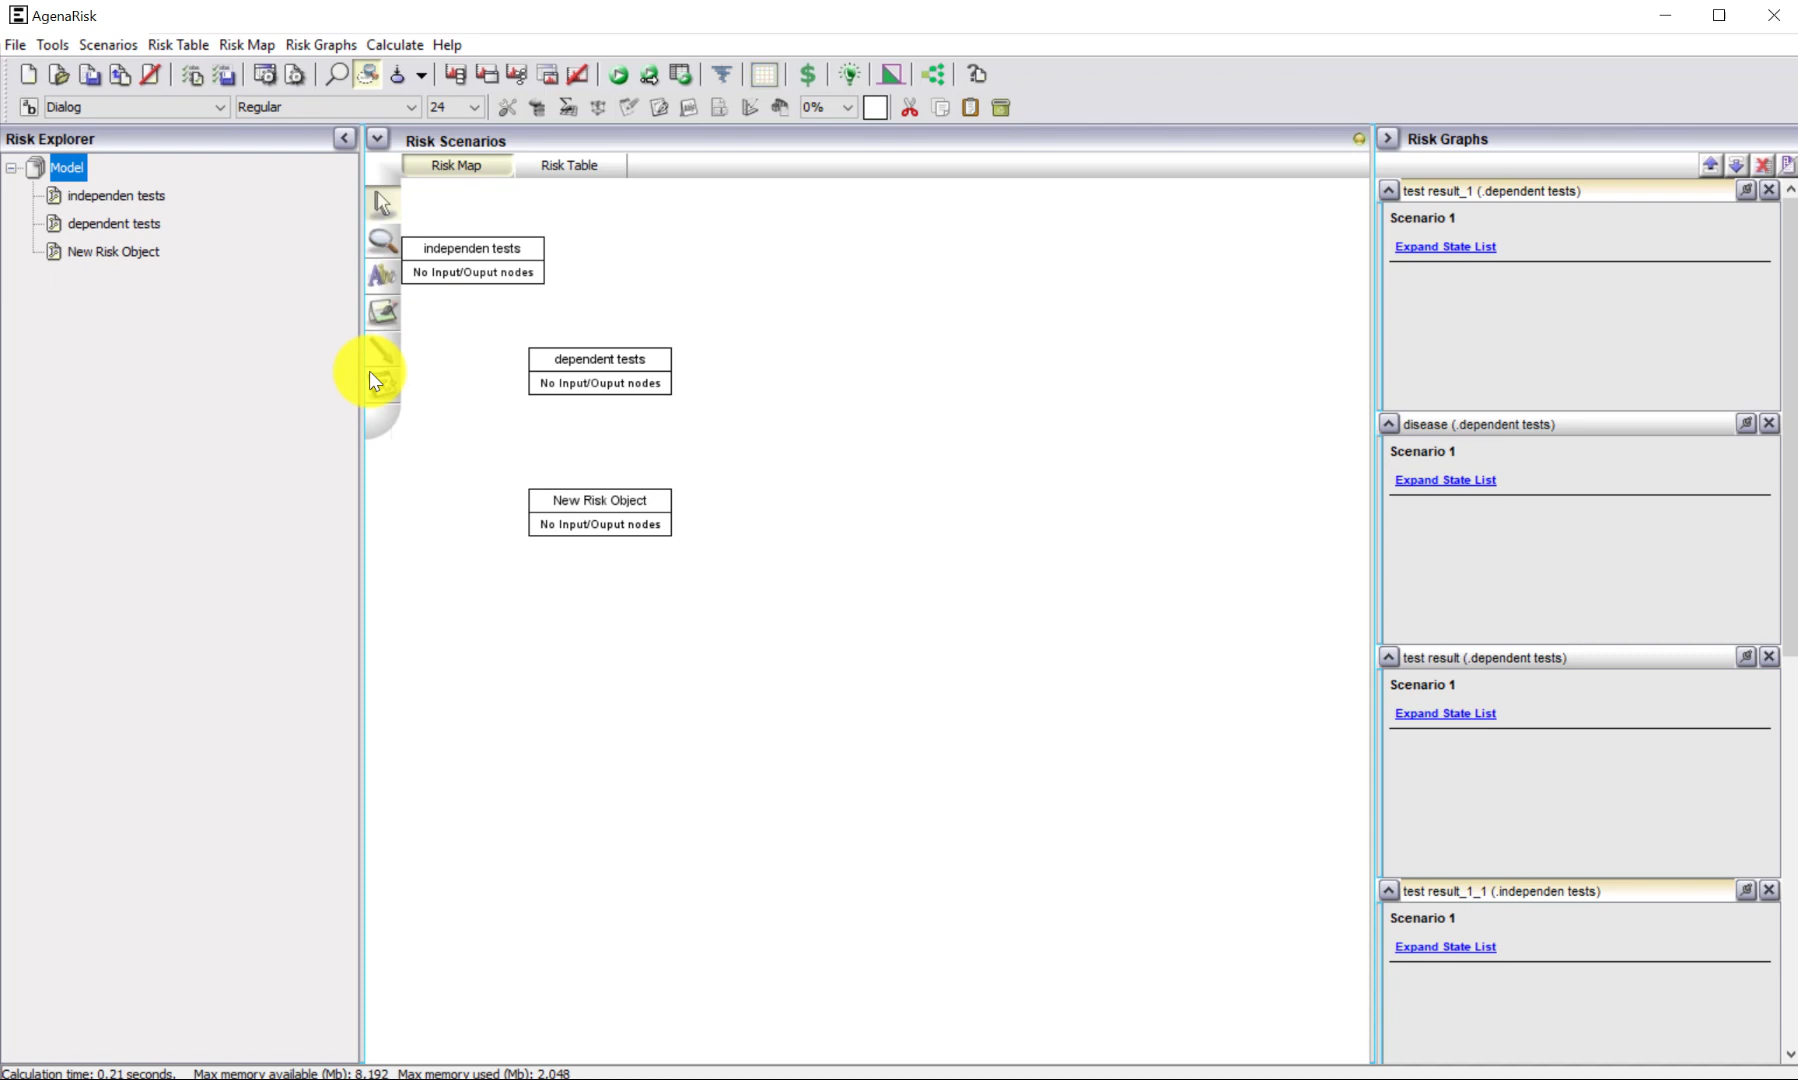 AgenaRisk
File Tools Scenarios Risk Table Risk Map Risk Graphs Calculate Help
Dialog Regular 24 0%
Risk Explorer
Model
independen tests
dependent tests
New Risk Object
Risk Scenarios
Risk Map Risk Table
Abc
independen tests
No Input/Ouput nodes
dependent tests
No Input/Ouput nodes
New Risk Object
No Input/Ouput nodes
Risk Graphs
test result_1 (.dependent tests)
Scenario 1
Expand State List
disease (.dependent tests)
Scenario 1
Expand State List
test result (.dependent tests)
Scenario 1
Expand State List
test result_1_1 (.independen tests)
Scenario 1
Expand State List
Calculation time: 0.21 seconds. Max memory available (Mb): 8,192 Max memory used (Mb): 2,048